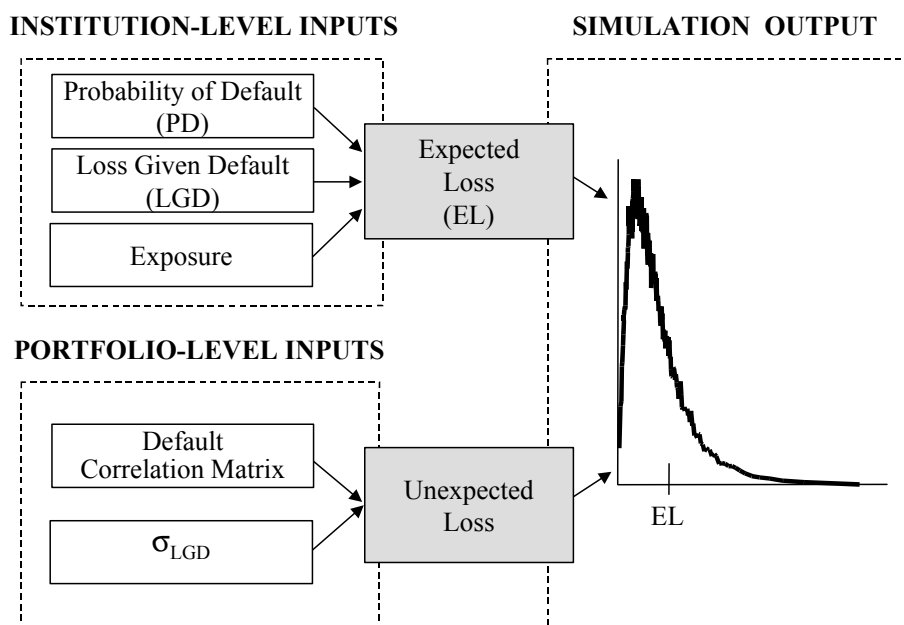 INSTITUTION-LEVEL INPUTS
SIMULATION OUTPUT
Probability of Default
(PD)
Loss Given Default
(LGD)
Exposure
Expected
Loss
(EL)
PORTFOLIO-LEVEL INPUTS
Default
Correlation Matrix
σLGD
Unexpected
Loss
EL